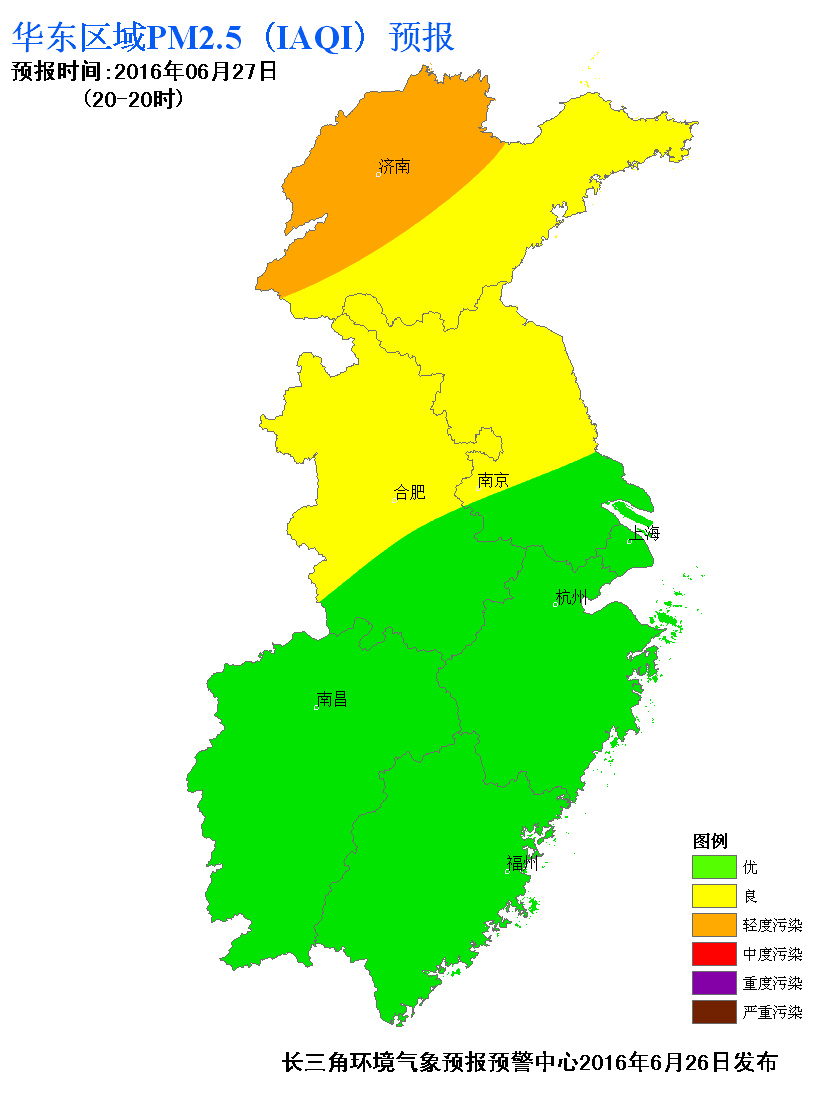 华东区域PM2.5（IAQI）预报
预报时间:2016年06月27日
(20-20时)
济南
南京
合肥
上海
杭州
南昌
福州
图例
优
良
轻度污染
中度污染
重度污染
严重污染
长三角环境气象预报预警中心2016年6月26日发布